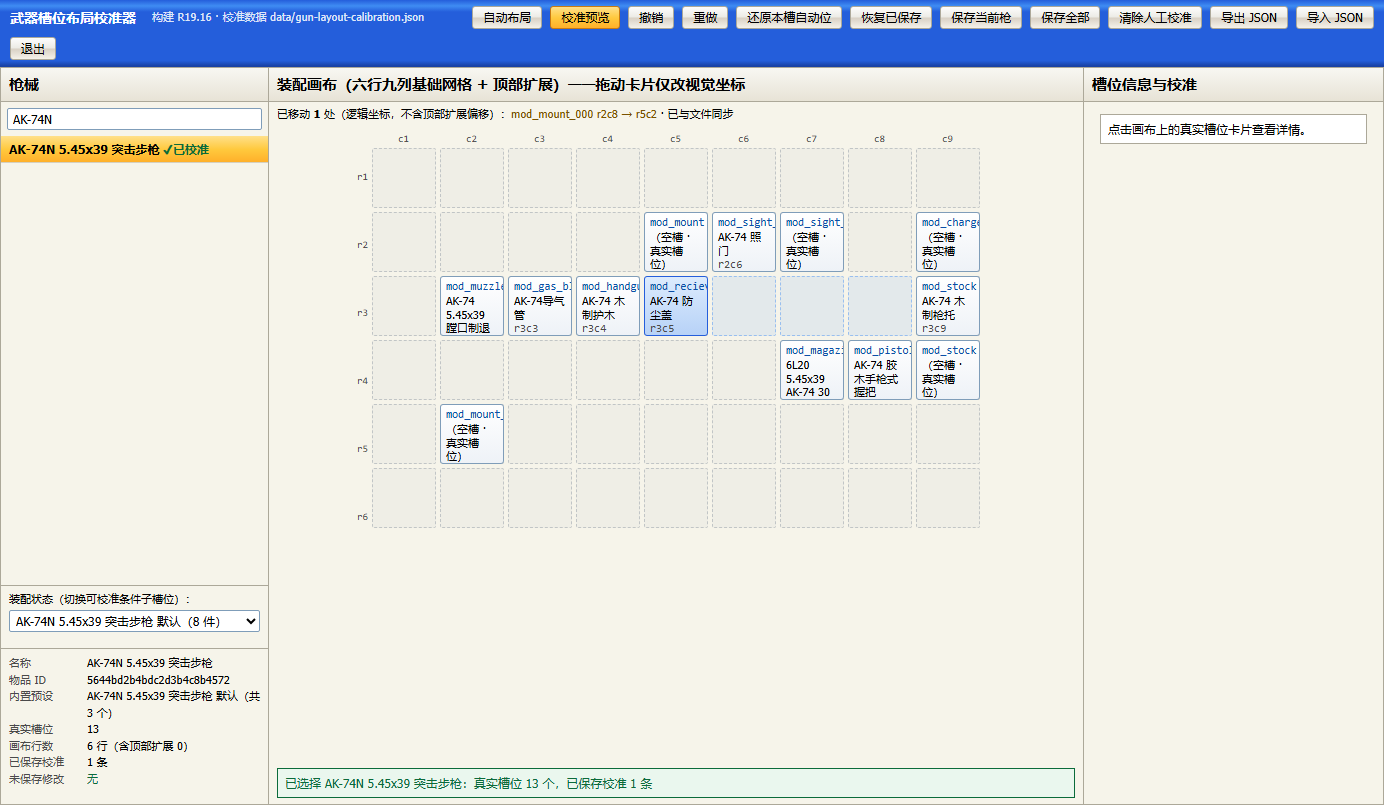 武器槽位布局校准器 构建 R19.16 · 校准数据 data/gun-layout-calibration.json
自动布局 校准预览 撤销 重做 还原本槽自动位 恢复已保存 保存当前枪 保存全部 清除人工校准 导出 JSON 导入 JSON
退出
枪械
AK-74N
AK-74N 5.45x39 突击步枪 ✓已校准
装配状态（切换可校准条件子槽位）:
AK-74N 5.45x39 突击步枪 默认（8 件）
名称 AK-74N 5.45x39 突击步枪
物品 ID 5644bd2b4bdc2d3b4c8b4572
内置预设 AK-74N 5.45x39 突击步枪 默认（共
3 个）
真实槽位 13
画布行数 6 行（含顶部扩展 0）
已保存校准 1 条
未保存修改 无
装配画布（六行九列基础网格 + 顶部扩展）——拖动卡片仅改视觉坐标
已移动 1 处（逻辑坐标，不含顶部扩展偏移）: mod_mount_000 r2c8 → r5c2 · 已与文件同步
c1 c2 c3 c4 c5 c6 c7 c8 c9
r1
r2
mod_mount
（空槽 ·
真实槽
位）
mod_sight_
AK-74 照
门
r2c6
mod_sight_
（空槽 ·
真实槽
位）
mod_charge
（空槽 ·
真实槽
位）
r3
mod_muzzle
AK-74
5.45x39
膛口制退
mod_gas_bl
AK-74导气
管
r3c3
mod_handgu
AK-74 木
制护木
r3c4
mod_reciev
AK-74 防
尘盖
r3c5
mod_stock
AK-74 木
制枪托
r3c9
r4
mod_magazi
6L20
5.45x39
AK-74 30
mod_pistol
AK-74 胶
木手枪式
握把
mod_stock
（空槽 ·
真实槽
位）
r5
mod_mount_
（空槽 ·
真实槽
位）
r6
已选择 AK-74N 5.45x39 突击步枪：真实槽位 13 个，已保存校准 1 条
槽位信息与校准
点击画布上的真实槽位卡片查看详情。